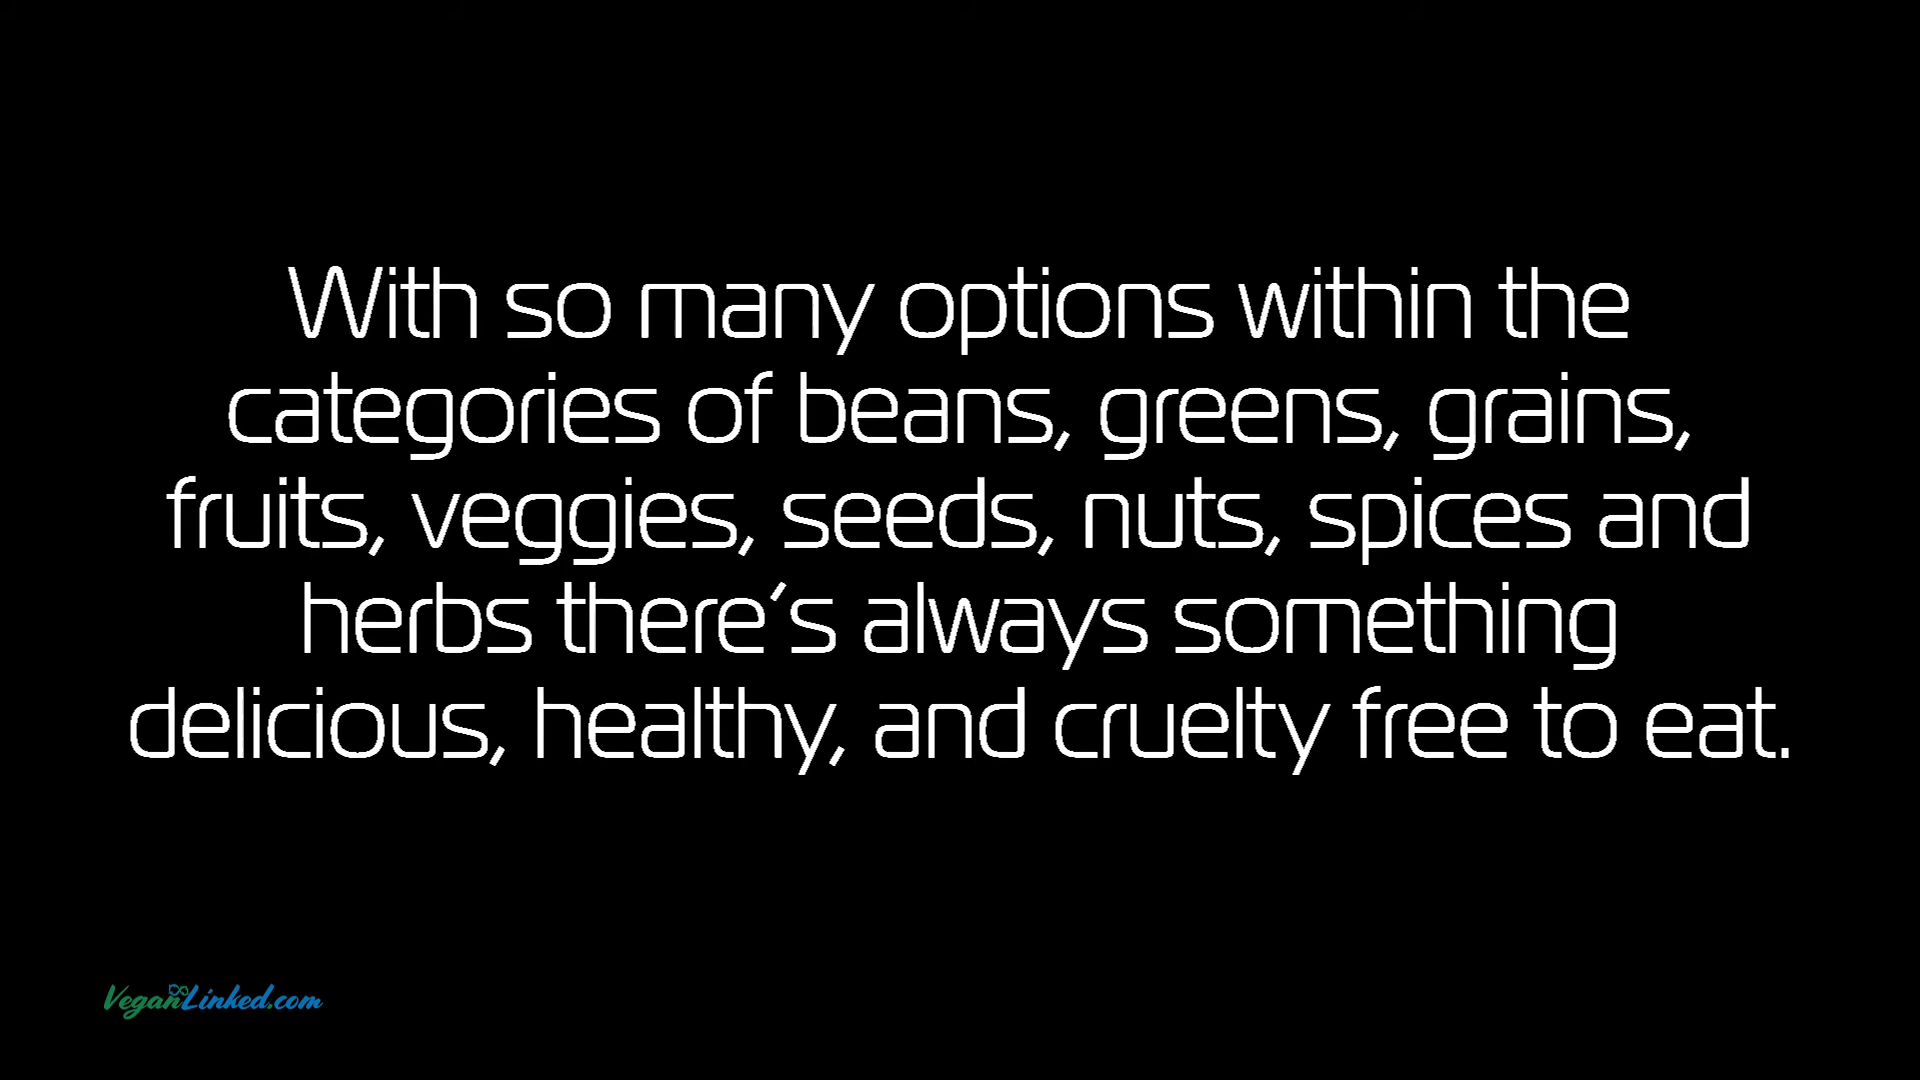 With so many options within the
categories of beans, greens, grains,
fruits, veggies, seeds, nuts, spices and
herbs there's always something
delicious, healthy, and cruelty free to eat.
VeganLinked.com